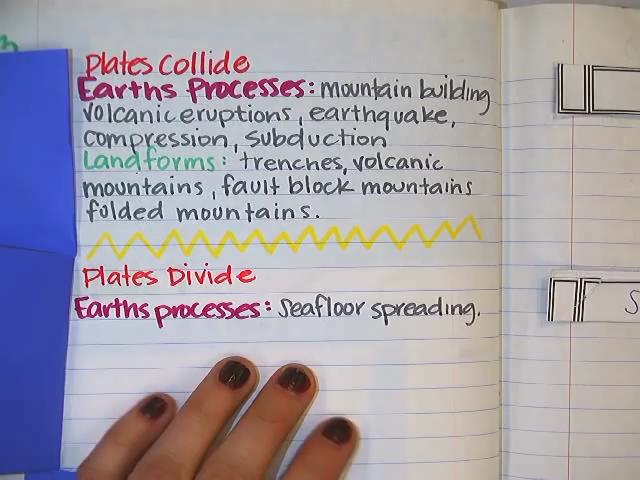 Plates Collide
Earths Processes: mountain building
volcanic eruptions, earthquake,
compression, subduction
Landforms: trenches, volcanic
mountains, fault block mountains
folded mountains.
Plates Divide
Earths processes: seafloor spreading.
S